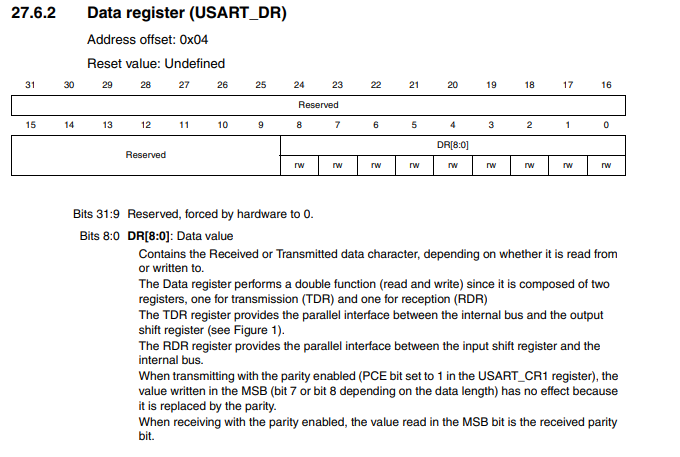 27.6.2 Data register (USART_DR)
Address offset: 0x04
Reset value: Undefined
31 30 29 28 27 26 25 24 23 22 21 20 19 18 17 16
Reserved
15 14 13 12 11 10 9 8 7 6 5 4 3 2 1 0
Reserved DR[8:0]
rw rw rw rw rw rw rw rw rw
Bits 31:9 Reserved, forced by hardware to 0.
Bits 8:0 DR[8:0]: Data value
Contains the Received or Transmitted data character, depending on whether it is read from
or written to.
The Data register performs a double function (read and write) since it is composed of two
registers, one for transmission (TDR) and one for reception (RDR)
The TDR register provides the parallel interface between the internal bus and the output
shift register (see Figure 1).
The RDR register provides the parallel interface between the input shift register and the
internal bus.
When transmitting with the parity enabled (PCE bit set to 1 in the USART_CR1 register), the
value written in the MSB (bit 7 or bit 8 depending on the data length) has no effect because
it is replaced by the parity.
When receiving with the parity enabled, the value read in the MSB bit is the received parity
bit.